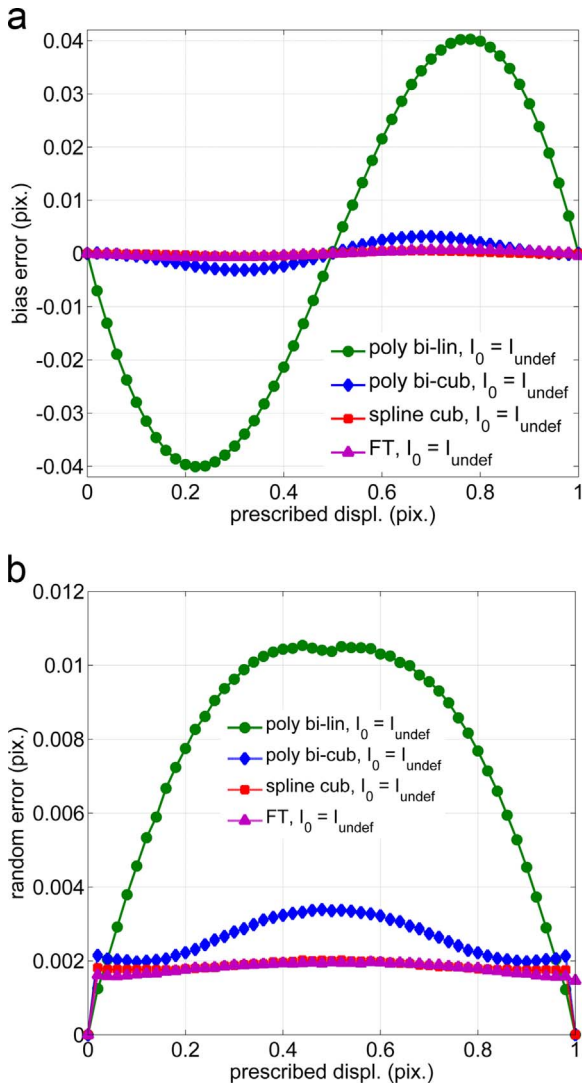 a
0.04
0.03
0.02
0.01
0
-0.01
-0.02
-0.03
-0.04
bias error (pix.)
poly bi-lin, I0 = Iundef
poly bi-cub, I0 = Iundef
spline cub, I0 = Iundef
FT, I0 = Iundef
0 0.2 0.4 0.6 0.8 1
prescribed displ. (pix.)
b
0.012
0.01
0.008
0.006
0.004
0.002
0
random error (pix.)
poly bi-lin, I0 = Iundef
poly bi-cub, I0 = Iundef
spline cub, I0 = Iundef
FT, I0 = Iundef
0 0.2 0.4 0.6 0.8 1
prescribed displ. (pix.)